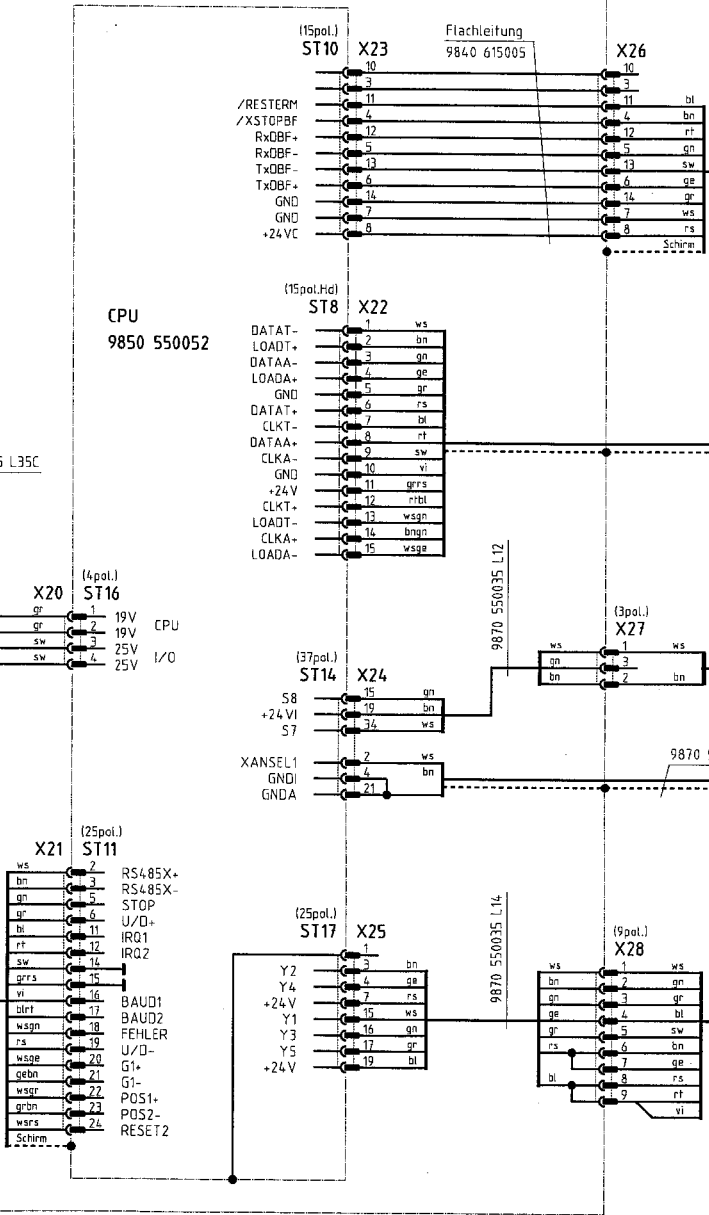 (15pol.)
ST10 X23
Flachleitung
9840 615005
X26
10 10
3 3
/RESTERM 11 11 bl
/XSTOPBF 4 4 bn
RxDBF+ 12 12 rt
RxDBF- 5 5 gn
TxDBF- 13 13 sw
TxDBF+ 6 6 ge
GND 14 14 gr
GND 7 7 ws
+24VC 8 8 rs
Schirm
(15pol.Hd)
ST8 X22
CPU
9850 550052
DATAT- 1 ws
LOADT+ 2 bn
DATAA- 3 gn
LOADA+ 4 ge
GND 5 gr
DATAT+ 6 rs
CLKT- 7 bl
DATAA+ 8 rt
CLKA- 9 sw
GND 10 vi
+24V 11 grrs
CLKT+ 12 rtbl
LOADT- 13 wsgn
CLKA+ 14 bngn
LOADA- 15 wsge
L35C
9870 550035 L12
(4pol.)
X20 ST16
gr 1 19V
gr 2 19V
CPU
sw 3 25V
sw 4 25V
I/O
(3pol.)
X27
ws 1 ws
gn 3
bn 2 bn
(37pol.)
ST14 X24
S8 15 gn
+24VI 19 bn
S7 34 ws
XANSEL1 2 ws
GNDI 4 bn
GNDA 21
9870
(25pol.)
X21 ST11
ws 2 RS485X+
bn 3 RS485X-
gn 5 STOP
gr 6 U/D+
bl 11 IRQ1
rt 12 IRQ2
sw 14
grrs 15
vi 16 BAUD1
blrt 17 BAUD2
wsgn 18 FEHLER
rs 19 U/D-
wsge 20 G1+
gebn 21 G1-
wsgr 22 POS1+
grbn 23 POS2-
wsrs 24 RESET2
Schirm
(25pol.)
ST17 X25
1
Y2 3 bn
Y4 4 ge
+24V 7 rs
Y1 15 ws
Y3 16 gn
Y5 17 gr
+24V 19 bl
9870 550035 L14
(9pol.)
X28
ws 1 ws
bn 2 gn
gn 3 gr
ge 4 bl
gr 5 sw
rs 6 bn
7 ge
bl 8 rs
9 rt
vi